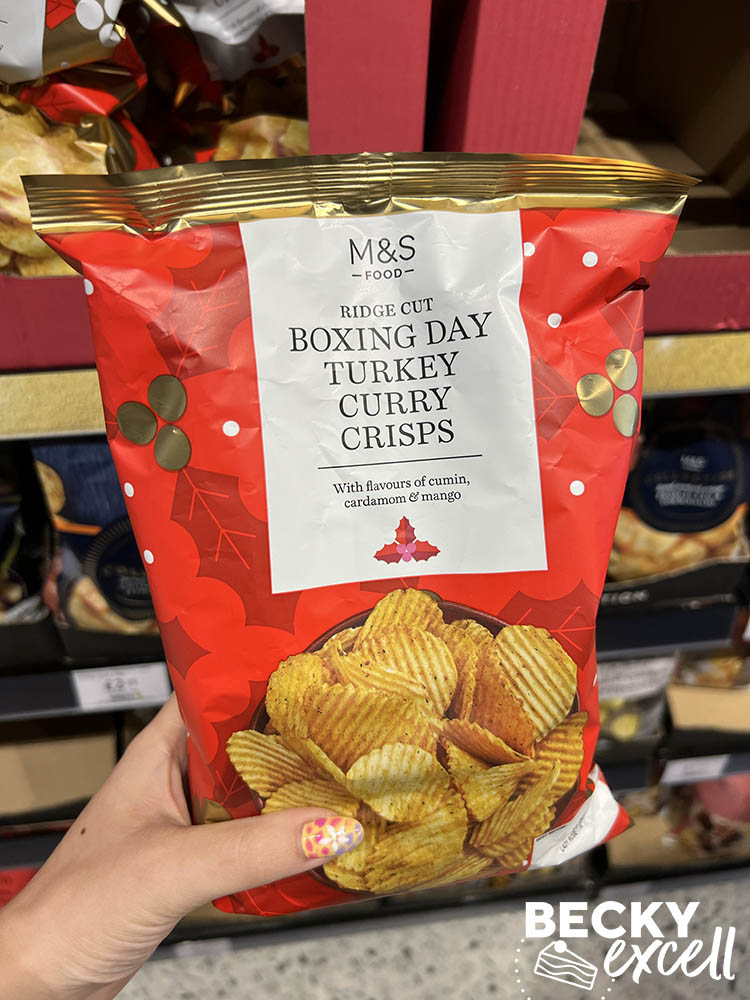 M&S
FOOD
RIDGE CUT
BOXING DAY
TURKEY
CURRY
CRISPS
With flavours of cumin,
cardamom & mango
M&S
BECKY
excell